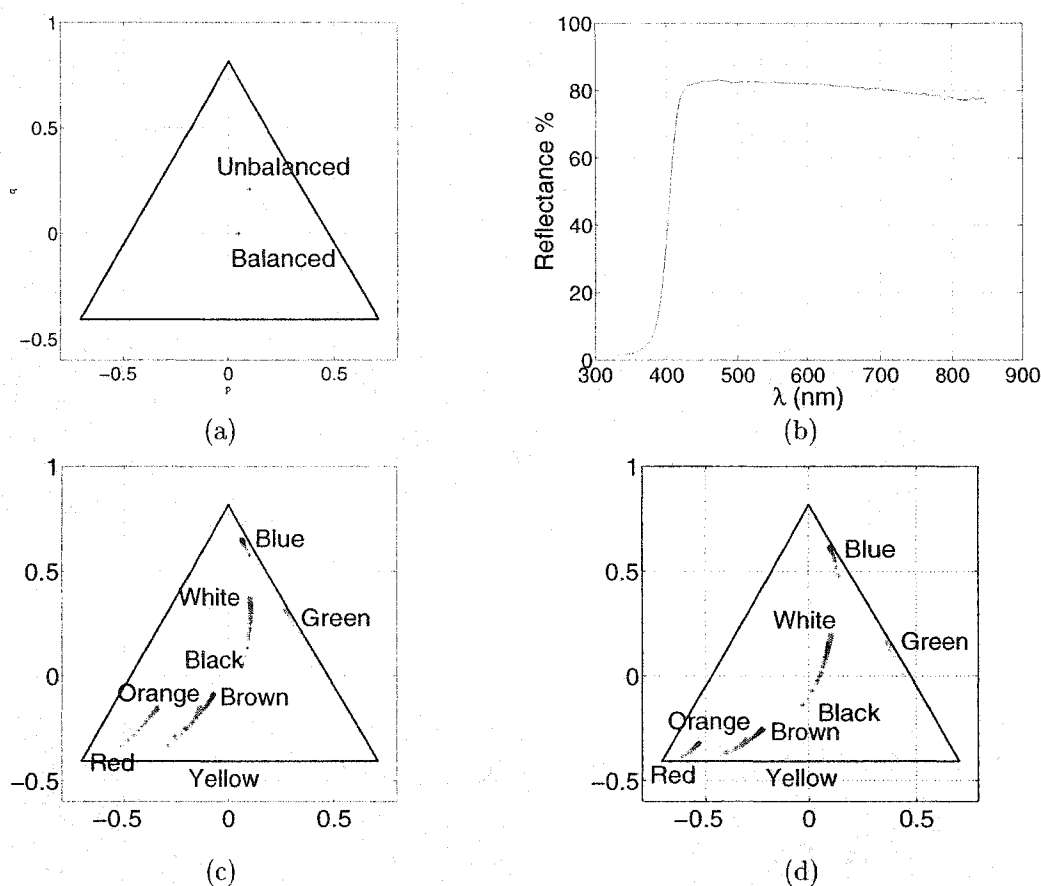 1
0.5
0
−0.5
q
Unbalanced
Balanced
−0.5 0 0.5
p
(a)
100
80
60
40
20
0
Reflectance %
300 400 500 600 700 800 900
λ (nm)
(b)
1
0.5
0
−0.5
Blue
White
Green
Black
Orange
Brown
Red
Yellow
−0.5 0 0.5
(c)
1
0.5
0
−0.5
Blue
White
Green
Black
Orange
Brown
Red
Yellow
−0.5 0 0.5
(d)